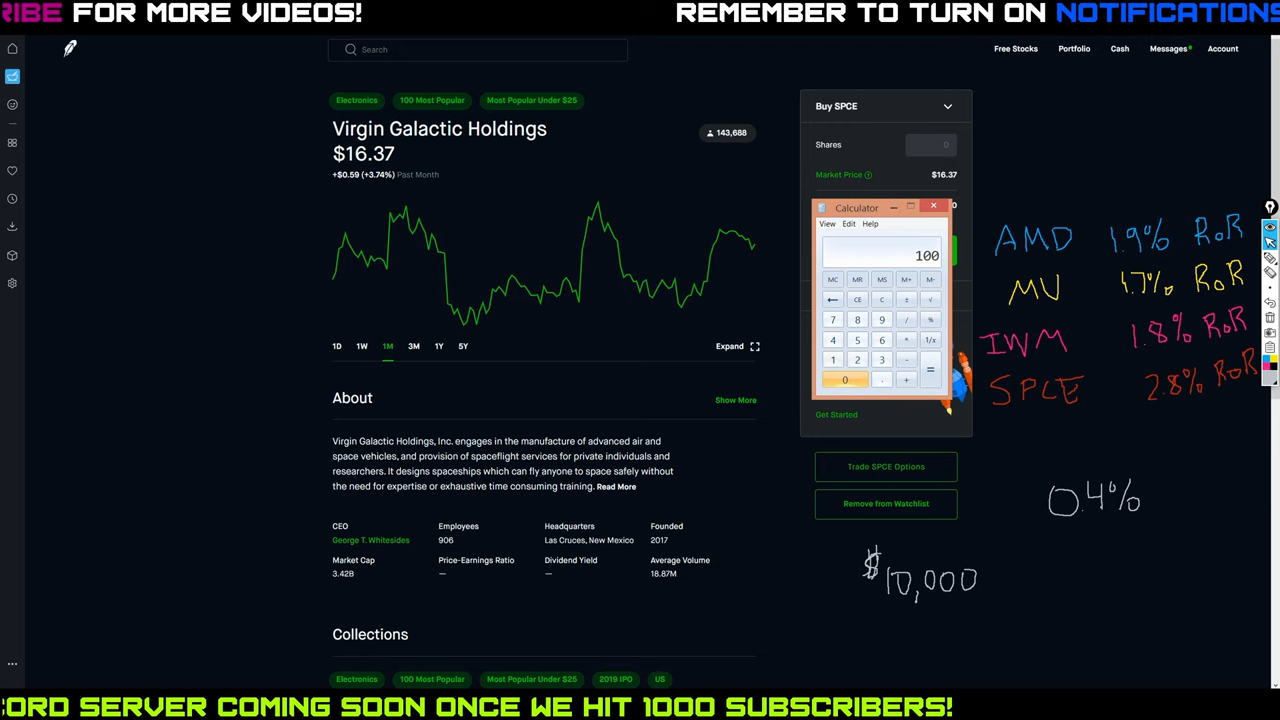 RIBE FOR MORE VIDEOS!
REMEMBER TO TURN ON NOTIFICATIONS
Search
Free Stocks
Portfolio
Cash
Messages
Account
Electronics
100 Most Popular
Most Popular Under $25
Virgin Galactic Holdings
143,688
$16.37
+$0.59 (+3.74%) Past Month
Buy SPCE
Shares
0
Market Price
$16.37
0
Calculator
View Edit Help
100
MC MR MS M+ M-
← CE C ± √
7 8 9 / %
4 5 6 * 1/x
1 2 3 - =
0 . +
Get Started
Trade SPCE Options
Remove from Watchlist
AMD 1.9% RoR
MU 1.7% RoR
IWM 1.8% RoR
SPCE 2.8% RoR
0.4%
$10,000
1D 1W 1M 3M 1Y 5Y
Expand
About
Show More
Virgin Galactic Holdings, Inc. engages in the manufacture of advanced air and
space vehicles, and provision of spaceflight services for private individuals and
researchers. It designs spaceships which can fly anyone to space safely without
the need for expertise or exhaustive time consuming training. Read More
CEO
George T. Whitesides
Employees
906
Headquarters
Las Cruces, New Mexico
Founded
2017
Market Cap
3.42B
Price-Earnings Ratio
—
Dividend Yield
—
Average Volume
18.87M
Collections
Electronics
100 Most Popular
Most Popular Under $25
2019 IPO
US
CORD SERVER COMING SOON ONCE WE HIT 1000 SUBSCRIBERS!